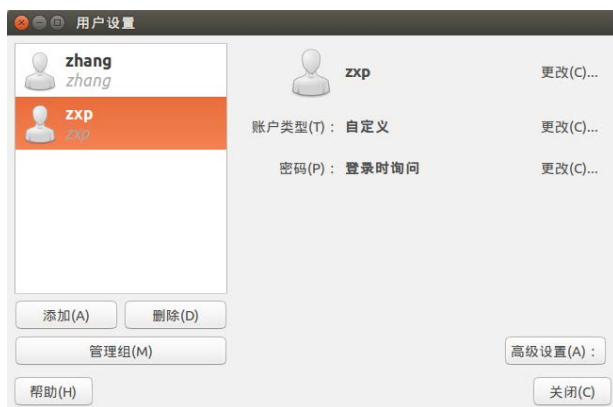 用户设置
zhang
zhang
zxp
zxp
zxp 更改(C)...
账户类型(T)： 自定义 更改(C)...
密码(P)： 登录时询问 更改(C)...
添加(A) 删除(D)
管理组(M)
高级设置(A)：
帮助(H) 关闭(C)